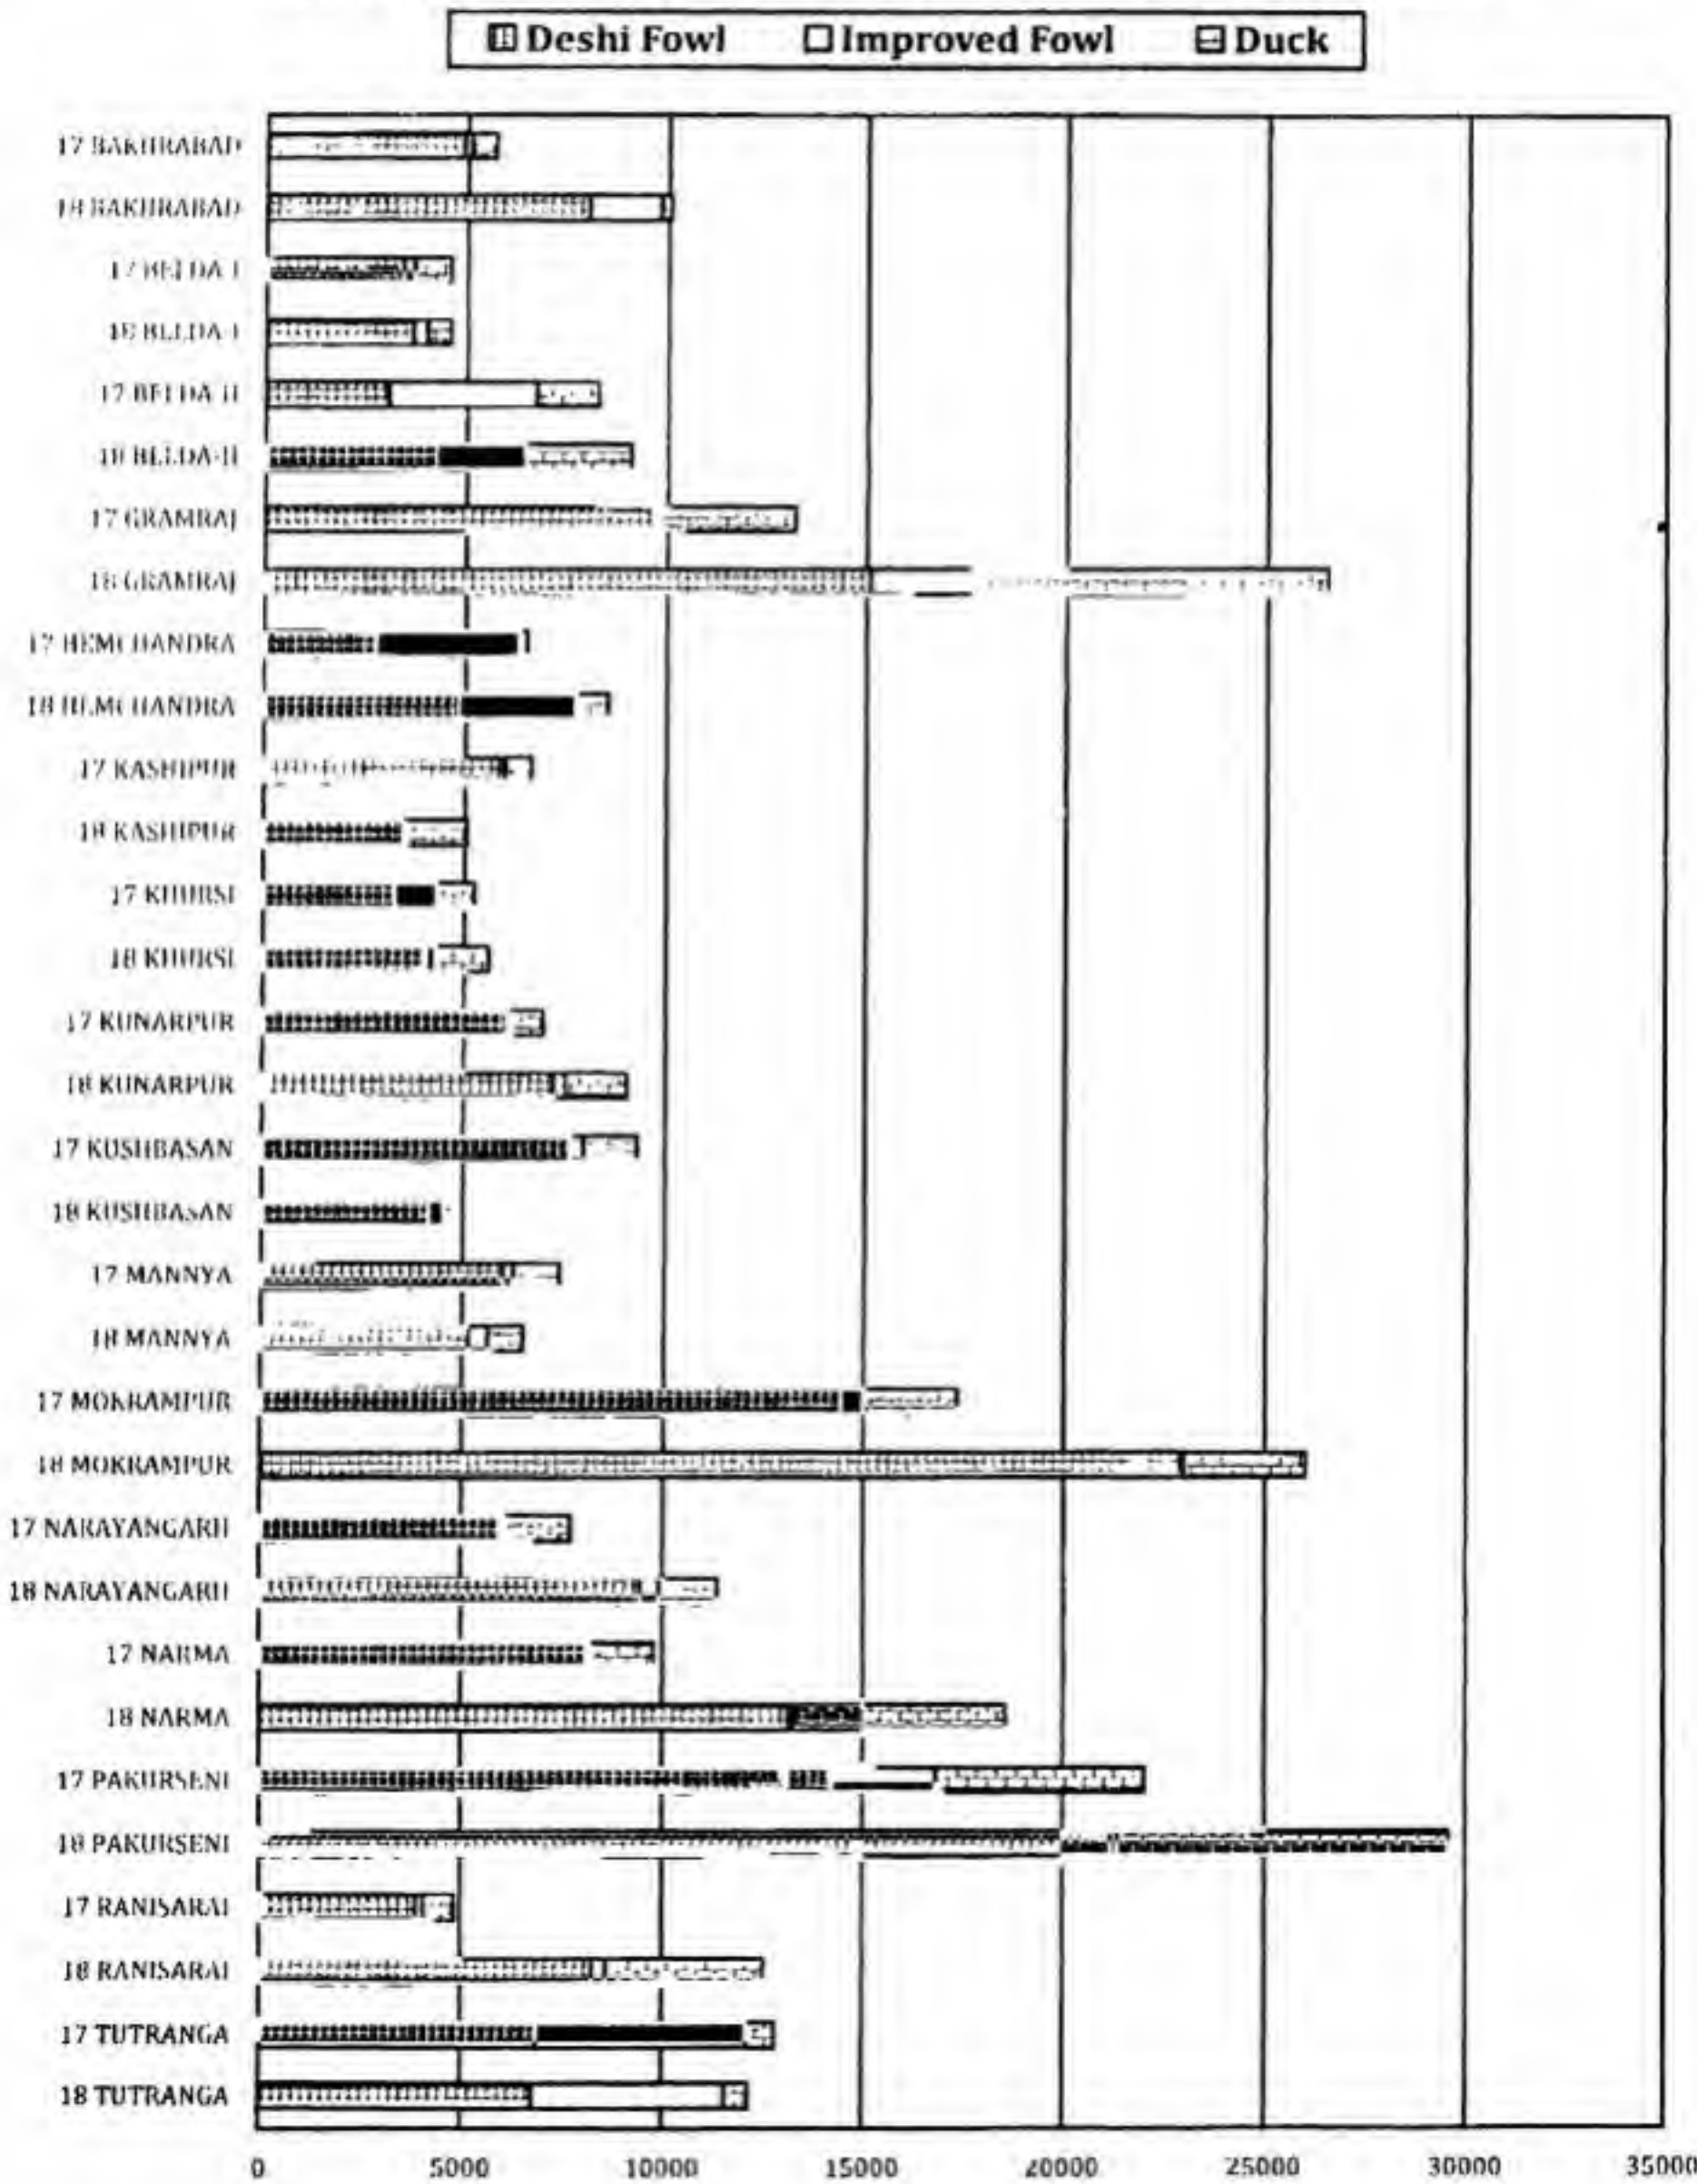 Deshi Fowl Improved Fowl Duck
17 BAKHRABAD
18 BAKHRABAD
17 BELDA-I
18 BELDA-I
17 BELDA-II
18 BELDA-II
17 GRAMRAJ
18 GRAMRAJ
17 HEMCHANDRA
18 HEMCHANDRA
17 KASHIPUR
18 KASHIPUR
17 KHURSI
18 KHURSI
17 KUNARPUR
18 KUNARPUR
17 KUSHBASAN
18 KUSHBASAN
17 MANNYA
18 MANNYA
17 MOKRAMPUR
18 MOKRAMPUR
17 NARAYANGARH
18 NARAYANGARH
17 NARMA
18 NARMA
17 PAKURSENI
18 PAKURSENI
17 RANISARAI
18 RANISARAI
17 TUTRANGA
18 TUTRANGA
0 5000 10000 15000 20000 25000 30000 35000